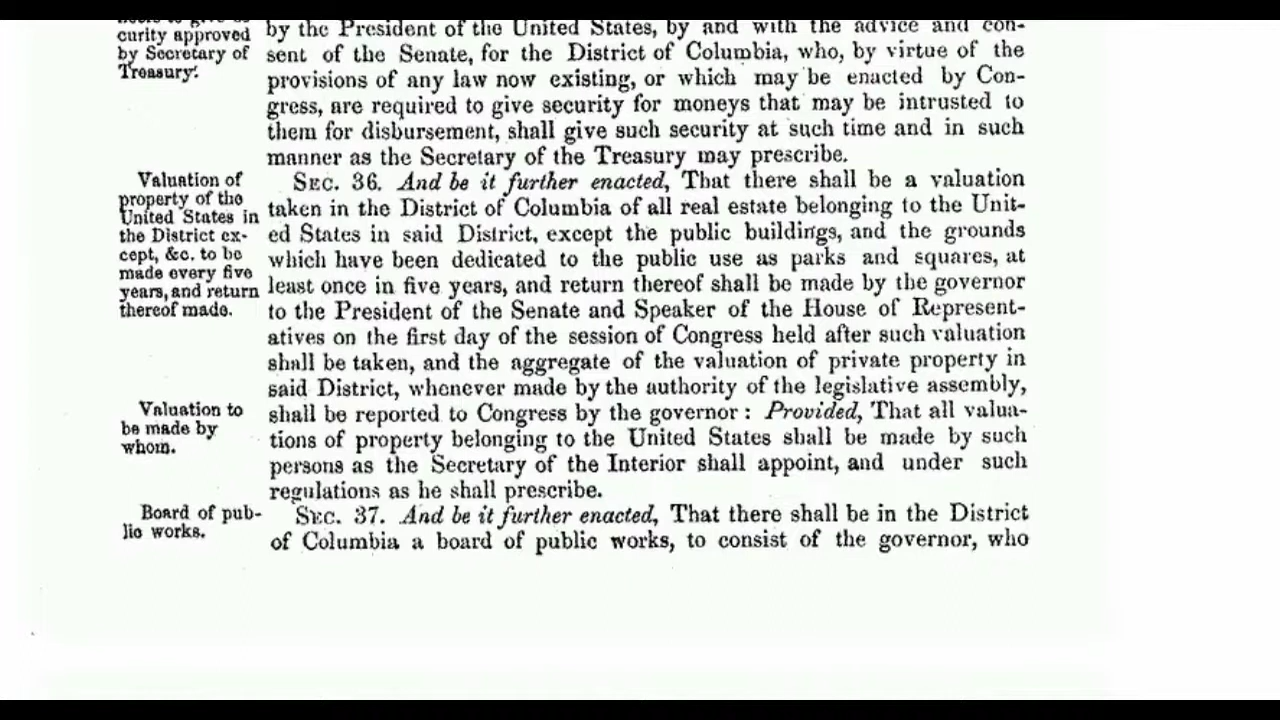 curity approved
by Secretary of
Treasury.
by the President of the United States, by and with the advice and con-
sent of the Senate, for the District of Columbia, who, by virtue of the
provisions of any law now existing, or which may be enacted by Con-
gress, are required to give security for moneys that may be intrusted to
them for disbursement, shall give such security at such time and in such
manner as the Secretary of the Treasury may prescribe.
Valuation of
property of the
United States in
the District ex-
cept, &c. to be
made every five
years, and return
thereof made.
SEC. 36. And be it further enacted, That there shall be a valuation
taken in the District of Columbia of all real estate belonging to the Unit-
ed States in said District, except the public buildings, and the grounds
which have been dedicated to the public use as parks and squares, at
least once in five years, and return thereof shall be made by the governor
to the President of the Senate and Speaker of the House of Represent-
atives on the first day of the session of Congress held after such valuation
shall be taken, and the aggregate of the valuation of private property in
said District, whenever made by the authority of the legislative assembly,
Valuation to
be made by
whom.
shall be reported to Congress by the governor: Provided, That all valua-
tions of property belonging to the United States shall be made by such
persons as the Secretary of the Interior shall appoint, and under such
regulations as he shall prescribe.
Board of pub-
lic works.
SEC. 37. And be it further enacted, That there shall be in the District
of Columbia a board of public works, to consist of the governor, who